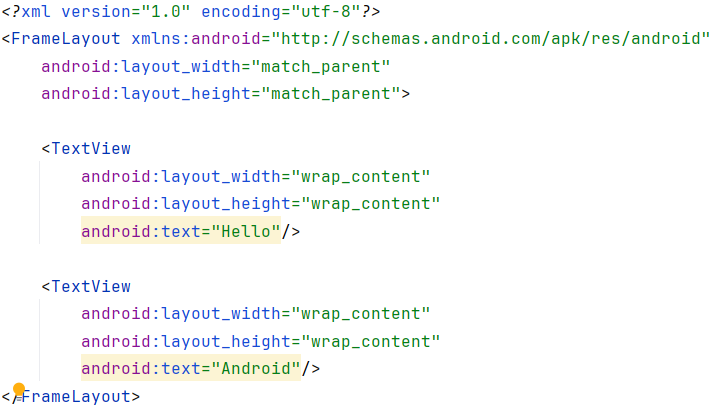 <?xml version="1.0" encoding="utf-8"?>
<FrameLayout xmlns:android="http://schemas.android.com/apk/res/android"
    android:layout_width="match_parent"
    android:layout_height="match_parent">

    <TextView
        android:layout_width="wrap_content"
        android:layout_height="wrap_content"
        android:text="Hello"/>

    <TextView
        android:layout_width="wrap_content"
        android:layout_height="wrap_content"
        android:text="Android"/>
</FrameLayout>